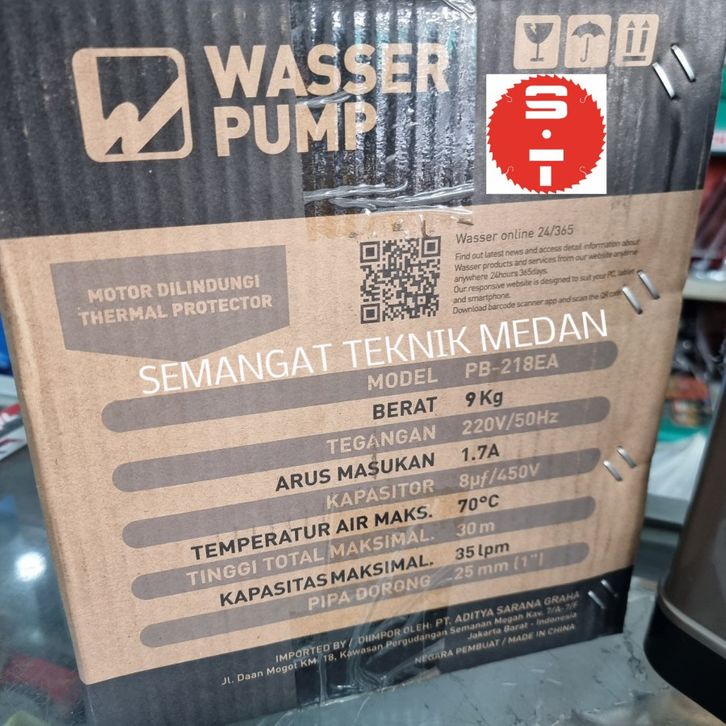 WASSER
PUMP
S·T
Wasser online 24/365
Find out latest news and access detail information about
Wasser products and services from our website anytime
anywhere 24hours 365days.
Our responsive website is designed to suit your PC, tablet
and smartphone.
Download barcode scanner app and scan the QR code
MOTOR DILINDUNGI
THERMAL PROTECTOR
SEMANGAT TEKNIK MEDAN
MODEL PB-218EA
BERAT 9 Kg
TEGANGAN 220V/50Hz
ARUS MASUKAN 1.7A
KAPASITOR 8µf/450V
TEMPERATUR AIR MAKS. 70°C
TINGGI TOTAL MAKSIMAL. 30 m
KAPASITAS MAKSIMAL. 35 lpm
PIPA DORONG 25 mm (1")
IMPORTED BY / DIIMPOR OLEH: PT. ADITYA SARANA GRAHA
Jl. Daan Mogot KM. 18, Kawasan Pergudangan Semanan Megah Kav. 7/A-7/F
Jakarta Barat - Indonesia
NEGARA PEMBUAT / MADE IN CHINA